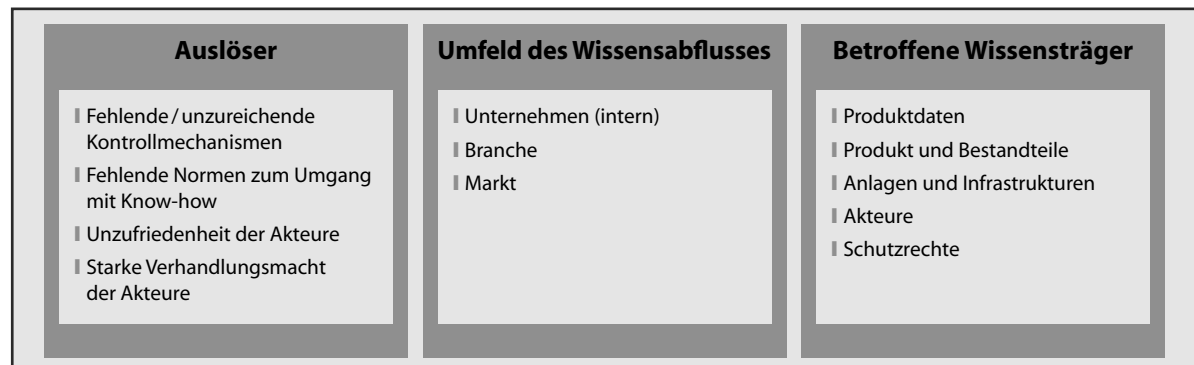 Auslöser
Fehlende / unzureichende
Kontrollmechanismen
Fehlende Normen zum Umgang
mit Know-how
Unzufriedenheit der Akteure
Starke Verhandlungsmacht
der Akteure
Umfeld des Wissensabflusses
Unternehmen (intern)
Branche
Markt
Betroffene Wissensträger
Produktdaten
Produkt und Bestandteile
Anlagen und Infrastrukturen
Akteure
Schutzrechte